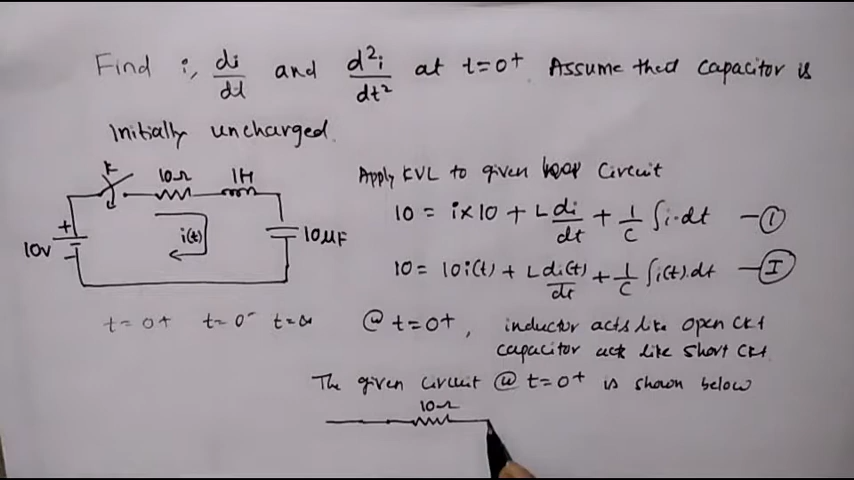 Find i, di/dt and d²i/dt² at t=0⁺. Assume that capacitor is
Initially uncharged.
K
10Ω 1H
10V
i(t)
10μF
t=0+ t=0⁻ t=∞
Apply KVL to given loop Circuit
10 = i×10 + L di/dt + 1/C ∫i·dt —①
10 = 10i(t) + L di(t)/dt + 1/C ∫i(t).dt —Ⓘ
@ t=0+, inductor acts like open ckt
capacitor act like short ckt
The given circuit @ t=0+ is shown below
10Ω